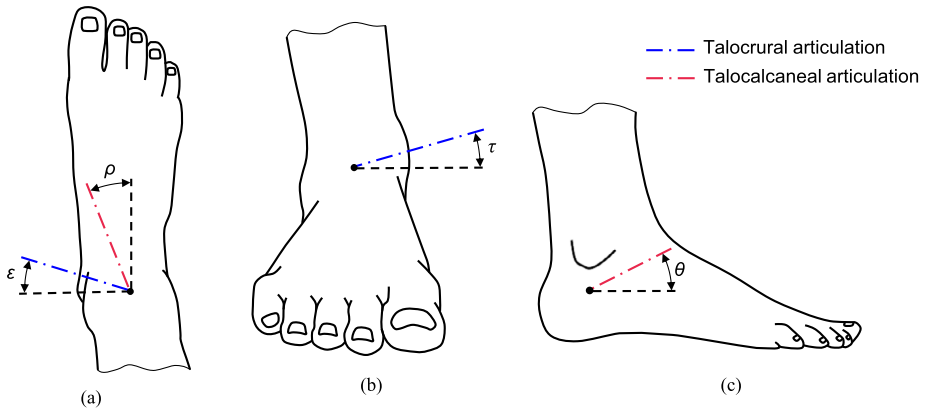 Talocrural articulation
Talocalcaneal articulation
ρ
ε
τ
θ
(a)
(b)
(c)